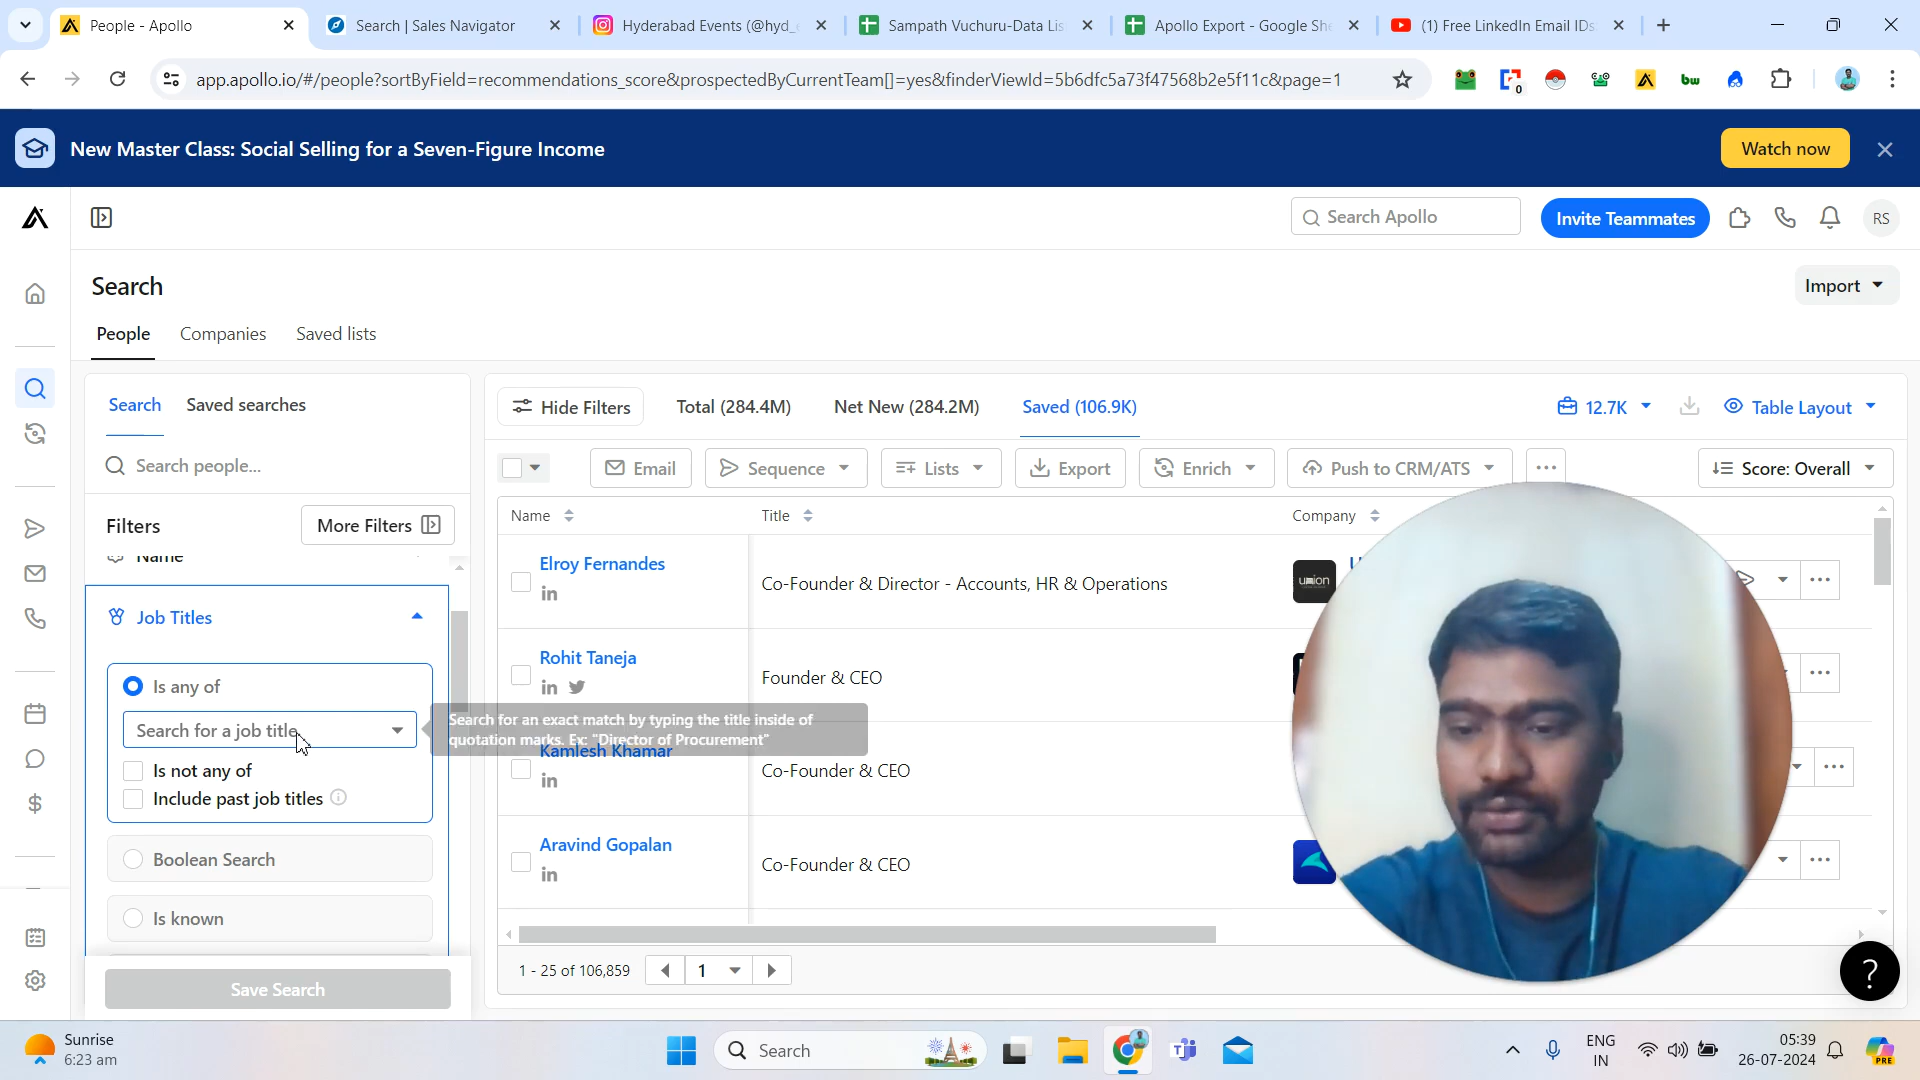 People - Apollo
Search | Sales Navigator
Hyderabad Events (@hyd_
Sampath Vuchuru-Data Lis
Apollo Export - Google She
(1) Free LinkedIn Email IDs
app.apollo.io/#/people?sortByField=recommendations_score&prospectedByCurrentTeam[]=yes&finderViewId=5b6dfc5a73f47568b2e5f11c&page=1
0
bw
New Master Class: Social Selling for a Seven-Figure Income
Watch now
Search Apollo
Invite Teammates
RS
Search
Import
People
Companies
Saved lists
Search
Saved searches
Hide Filters
Total (284.4M)
Net New (284.2M)
Saved (106.9K)
12.7K
Table Layout
Search people...
Email
Sequence
Lists
Export
Enrich
Push to CRM/ATS
Score: Overall
Filters
More Filters
Name
Title
Company
Name
Elroy Fernandes
Co-Founder & Director - Accounts, HR & Operations
union
Job Titles
Rohit Taneja
Founder & CEO
Is any of
Search for a job title
Search for an exact match by typing the title inside of
quotation marks. Ex: "Director of Procurement"
Kamlesh Khamar
Co-Founder & CEO
Is not any of
Include past job titles
Aravind Gopalan
Co-Founder & CEO
Boolean Search
Is known
1 - 25 of 106,859
1
Save Search
?
Sunrise
6:23 am
Search
ENG
IN
05:39
26-07-2024
PRE